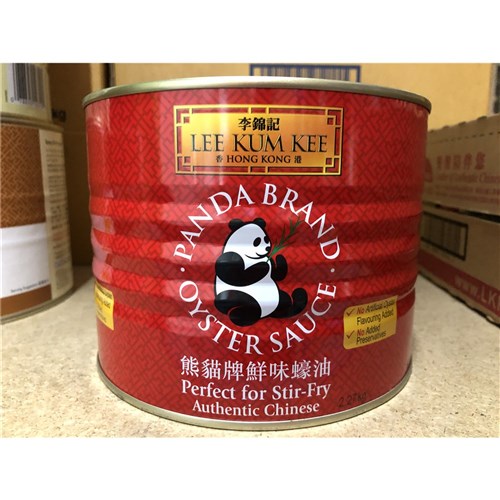 李錦記
LEE KUM KEE
香 HONG KONG 港
PANDA BRAND
OYSTER SAUCE
No Artificial
Flavouring Added
No Added
Preservatives
熊貓牌鮮味蠔油
Perfect for Stir-Fry
Authentic Chinese